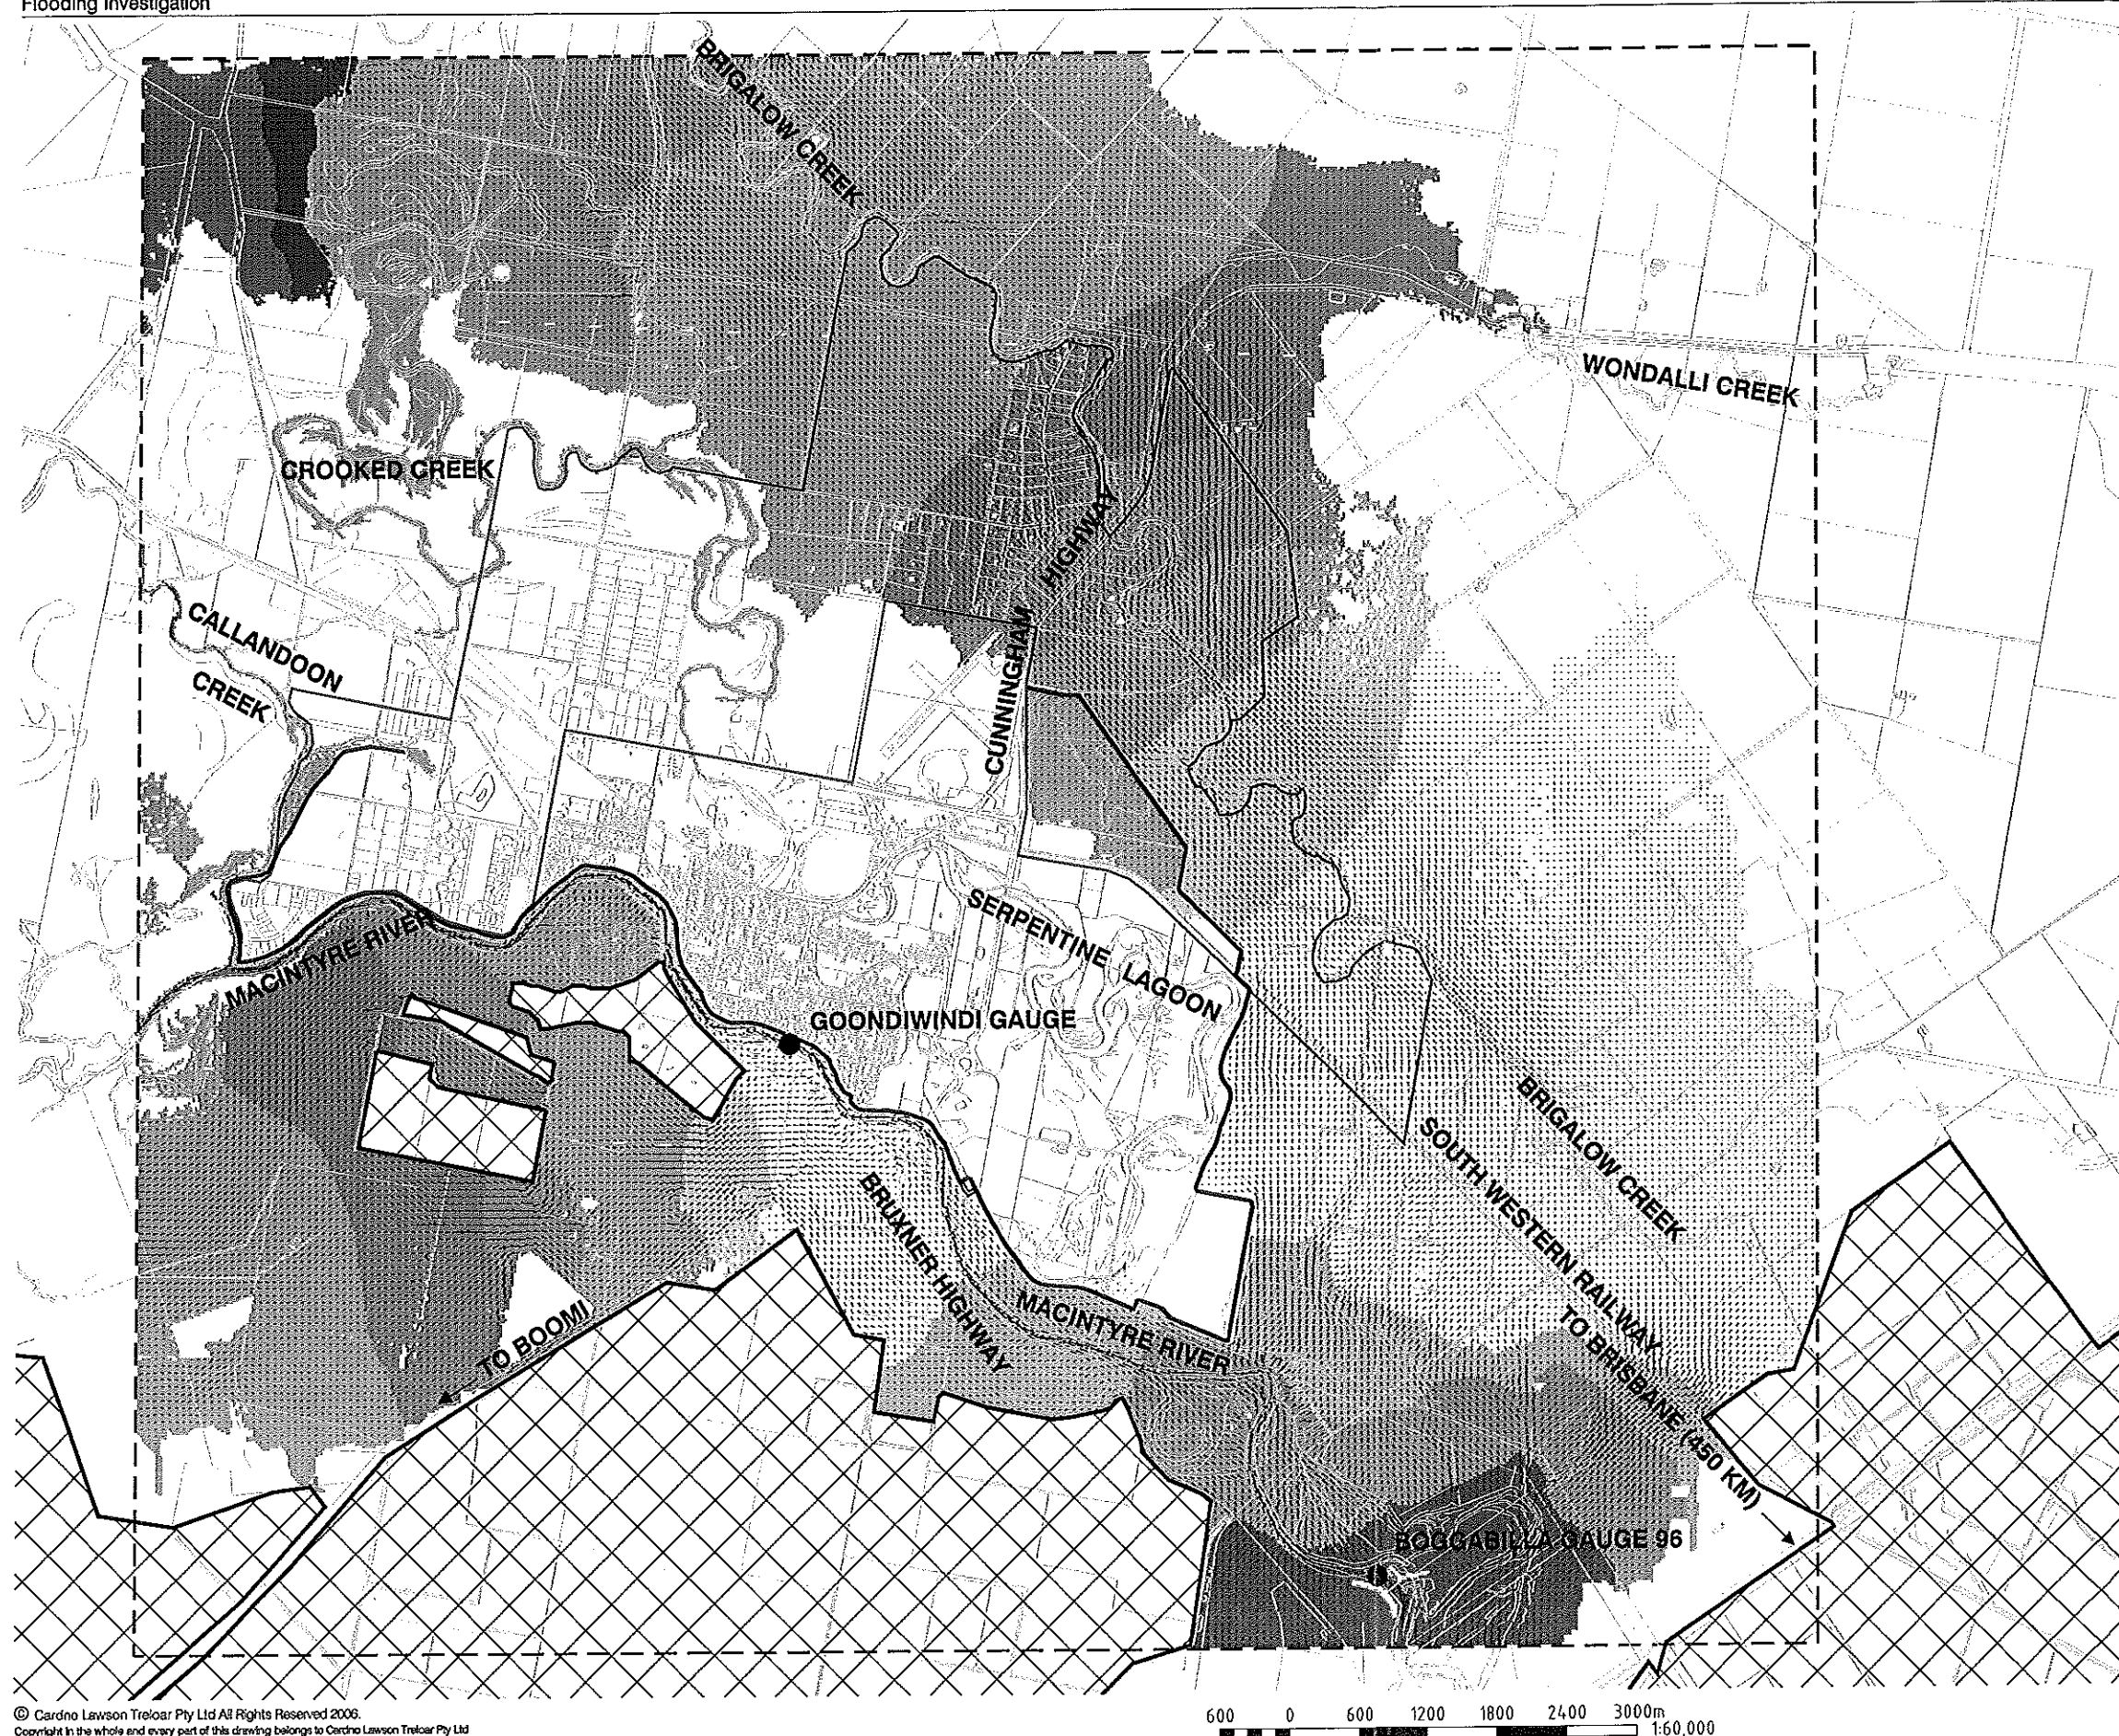 Flooding Investigation
BRIGALOW CREEK
WONDALLI CREEK
CROOKED CREEK
CUNNINGHAM HIGHWAY
CALLANDOON
CREEK
SERPENTINE LAGOON
MACINTYRE RIVER
GOONDIWINDI GAUGE
BRIGALOW CREEK
SOUTH WESTERN RAILWAY
TO BRISBANE (450 KM)
BRUXNER HIGHWAY
MACINTYRE RIVER
TO BOOMI
BOGGABILLA GAUGE 96
© Cardno Lawson Treloar Pty Ltd All Rights Reserved 2006.
Copyright in the whole and every part of this drawing belongs to Cardno Lawson Treloar Pty Ltd
600 0 600 1200 1800 2400 3000m
1:60,000